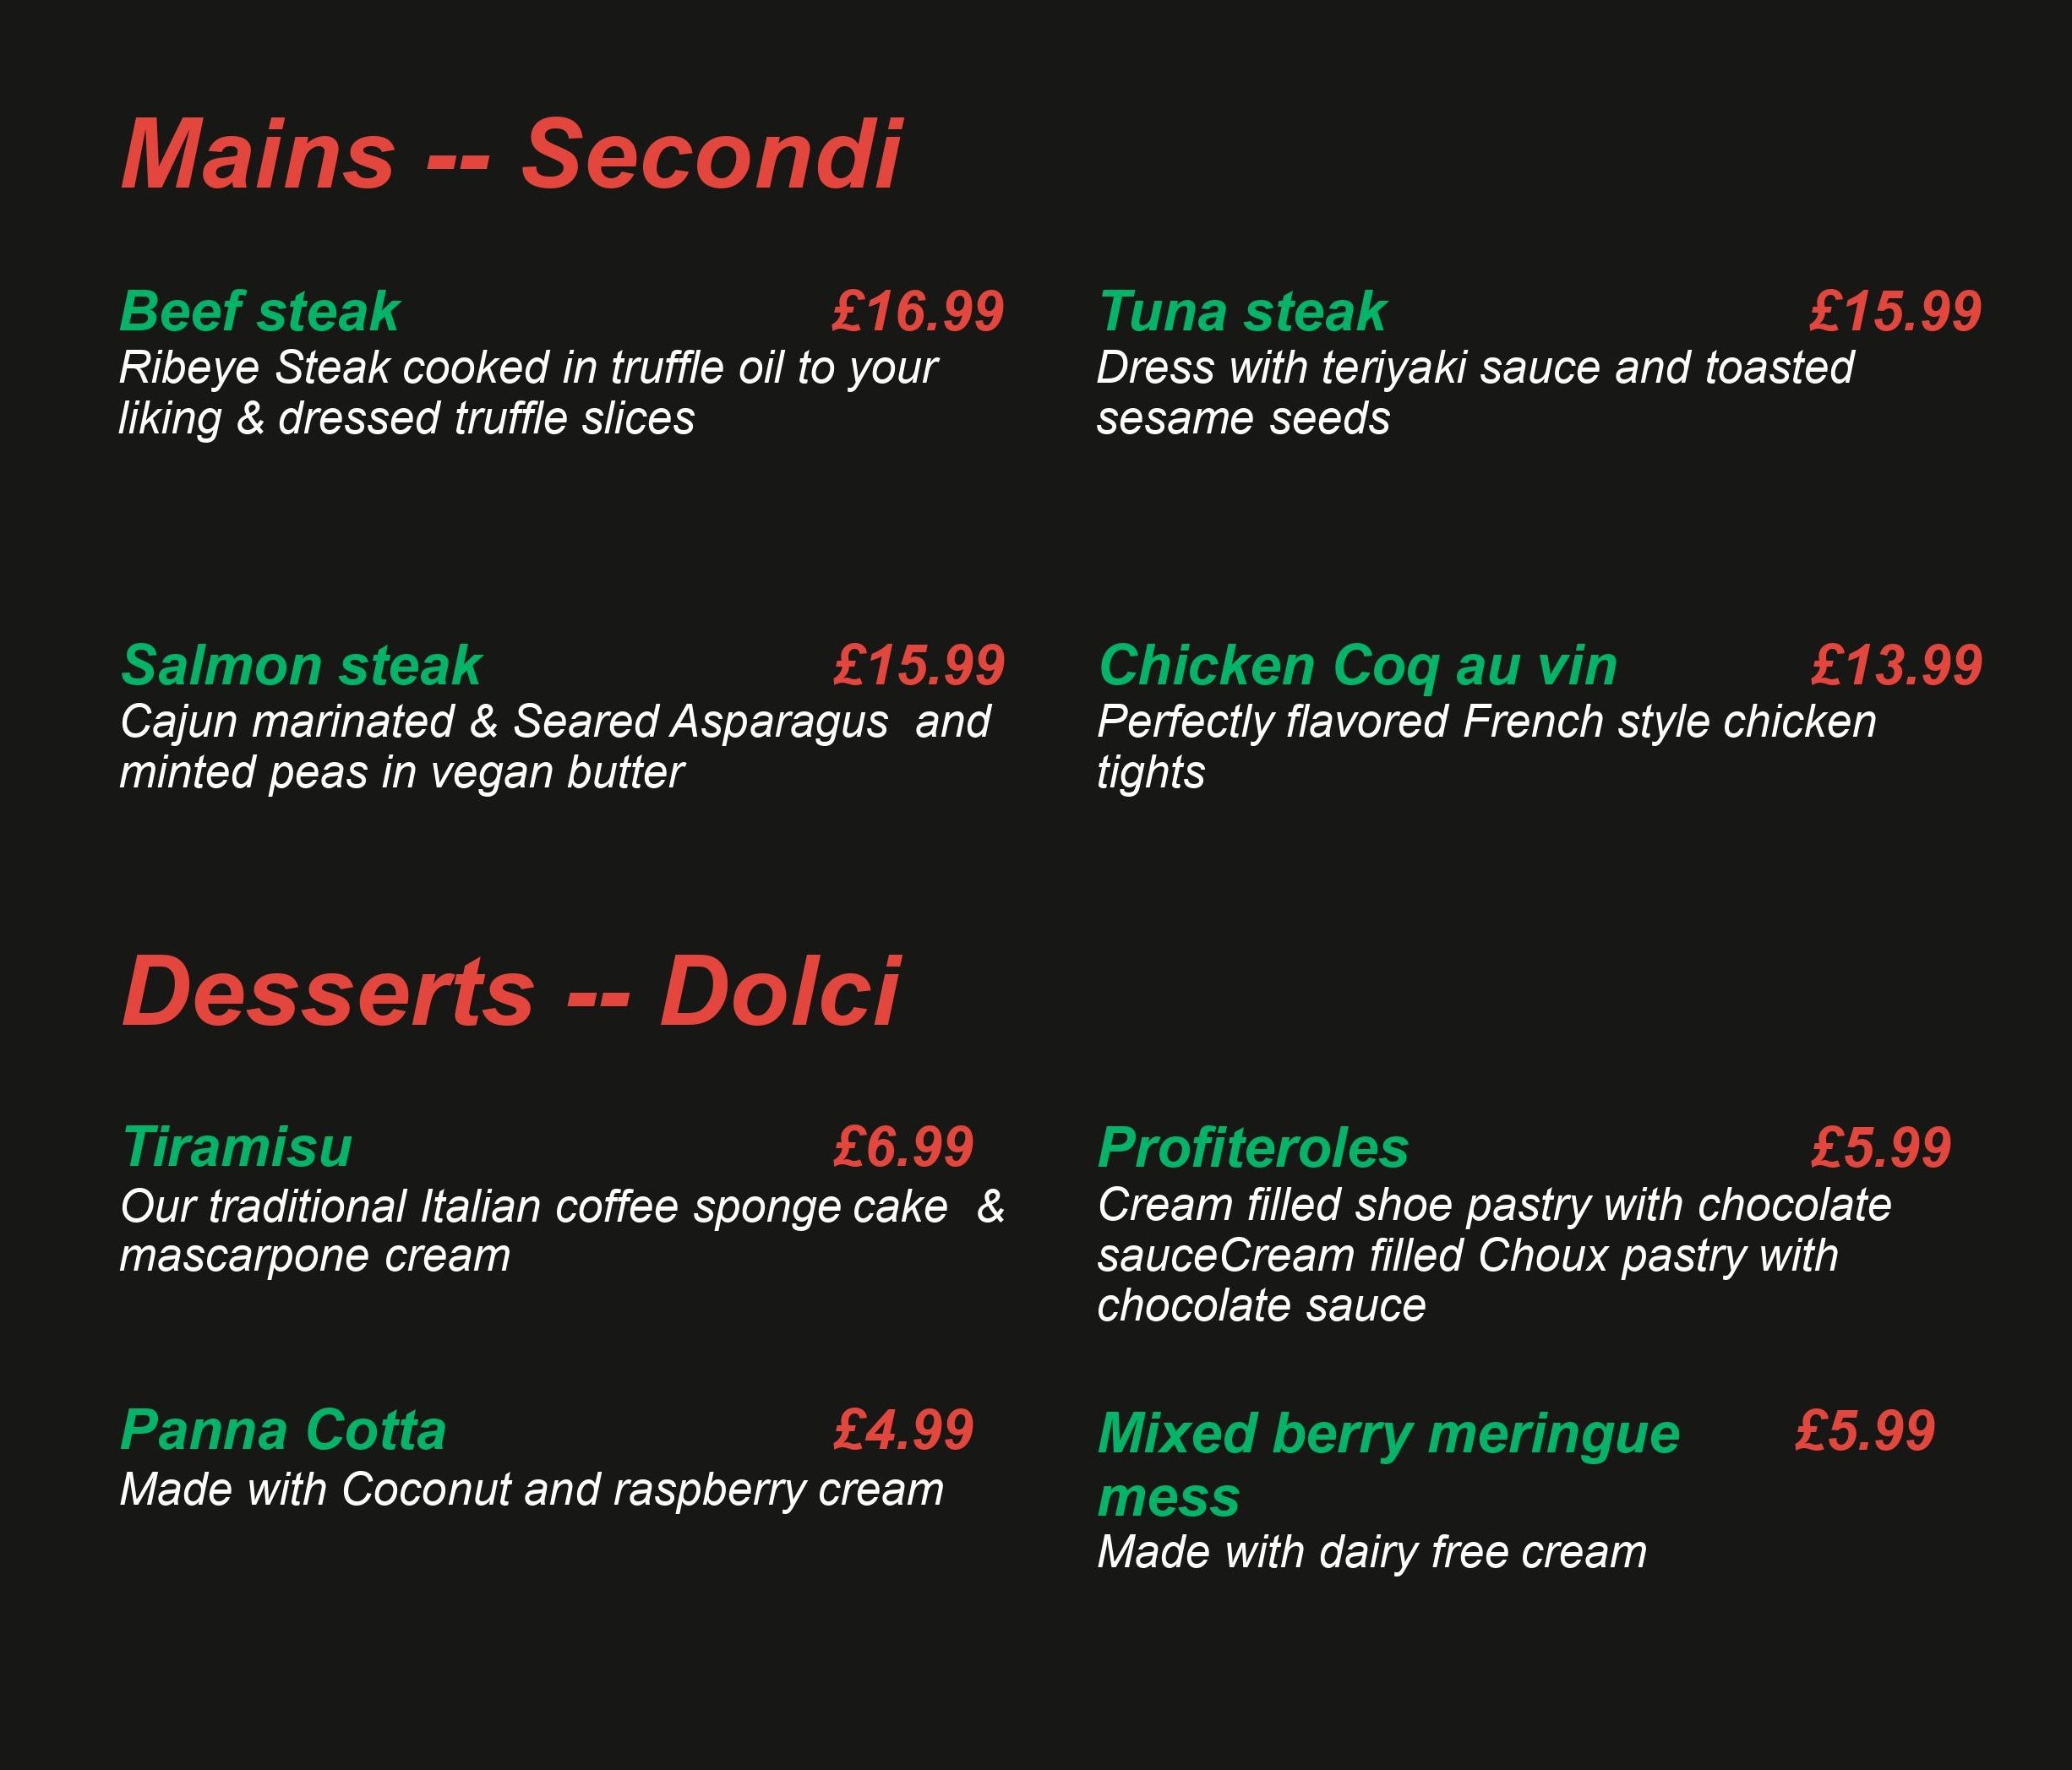 Mains -- Secondi
Beef steak £16.99
Ribeye Steak cooked in truffle oil to your
liking & dressed truffle slices
Tuna steak £15.99
Dress with teriyaki sauce and toasted
sesame seeds
Salmon steak £15.99
Cajun marinated & Seared Asparagus  and
minted peas in vegan butter
Chicken Coq au vin £13.99
Perfectly flavored French style chicken
tights
Desserts -- Dolci
Tiramisu £6.99
Our traditional Italian coffee sponge cake  &
mascarpone cream
Profiteroles £5.99
Cream filled shoe pastry with chocolate
sauceCream filled Choux pastry with
chocolate sauce
Panna Cotta £4.99
Made with Coconut and raspberry cream
Mixed berry meringue £5.99
mess
Made with dairy free cream